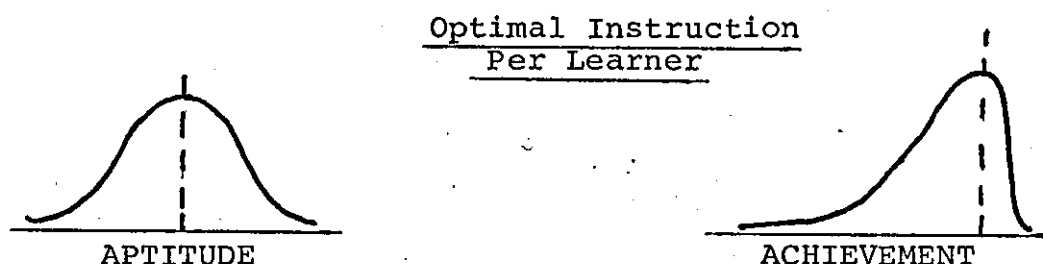 Optimal Instruction
Per Learner
APTITUDE
ACHIEVEMENT